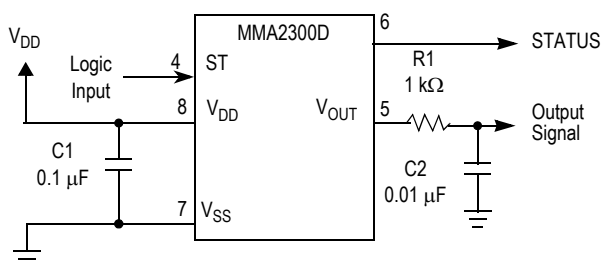 MMA2300D
6
STATUS
V_DD
Logic
Input
4
ST
R1
1 kΩ
8
V_DD
V_OUT
5
Output
Signal
C1
0.1 μF
C2
0.01 μF
7
V_SS